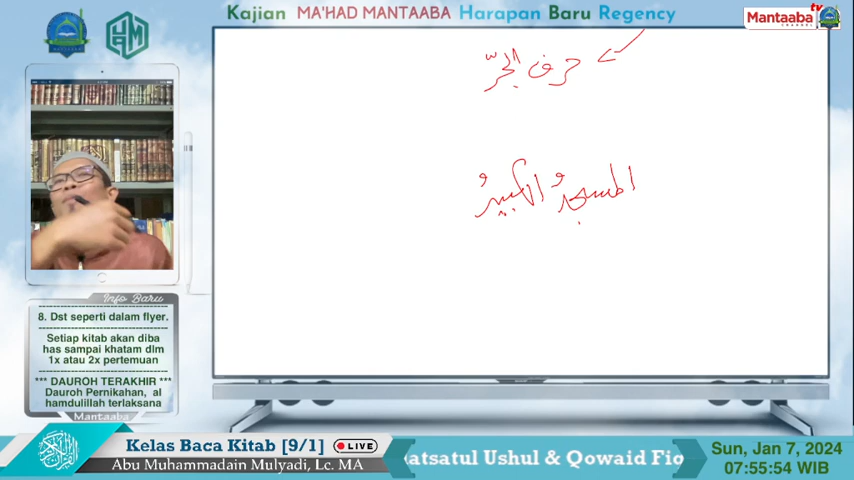 Kajian MA'HAD MANTAABA Harapan Baru Regency
Mantaaba tv
CHANNEL
حرف الجرّ
المسجدُ الكبيرُ
Info Baru
8. Dst seperti dalam flyer.
Setiap kitab akan diba
has sampai khatam dlm
1x atau 2x pertemuan
*** DAUROH TERAKHIR ***
Dauroh Pernikahan, al
hamdulillah terlaksana
Mantaaba
Kelas Baca Kitab [9/1] LIVE
Abu Muhammadain Mulyadi, Lc. MA
atsatul Ushul & Qowaid Fiq
Sun, Jan 7, 2024
07:55:54 WIB